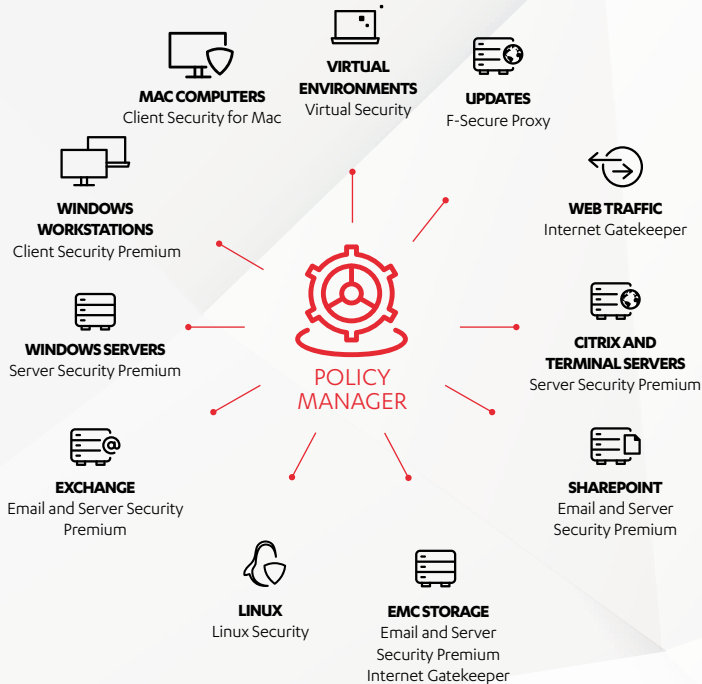 MAC COMPUTERS
Client Security for Mac
VIRTUAL
ENVIRONMENTS
Virtual Security
UPDATES
F-Secure Proxy
WINDOWS
WORKSTATIONS
Client Security Premium
WEB TRAFFIC
Internet Gatekeeper
WINDOWS SERVERS
Server Security Premium
POLICY
MANAGER
CITRIX AND
TERMINAL SERVERS
Server Security Premium
EXCHANGE
Email and Server Security
Premium
SHAREPOINT
Email and Server
Security Premium
LINUX
Linux Security
EMC STORAGE
Email and Server
Security Premium
Internet Gatekeeper